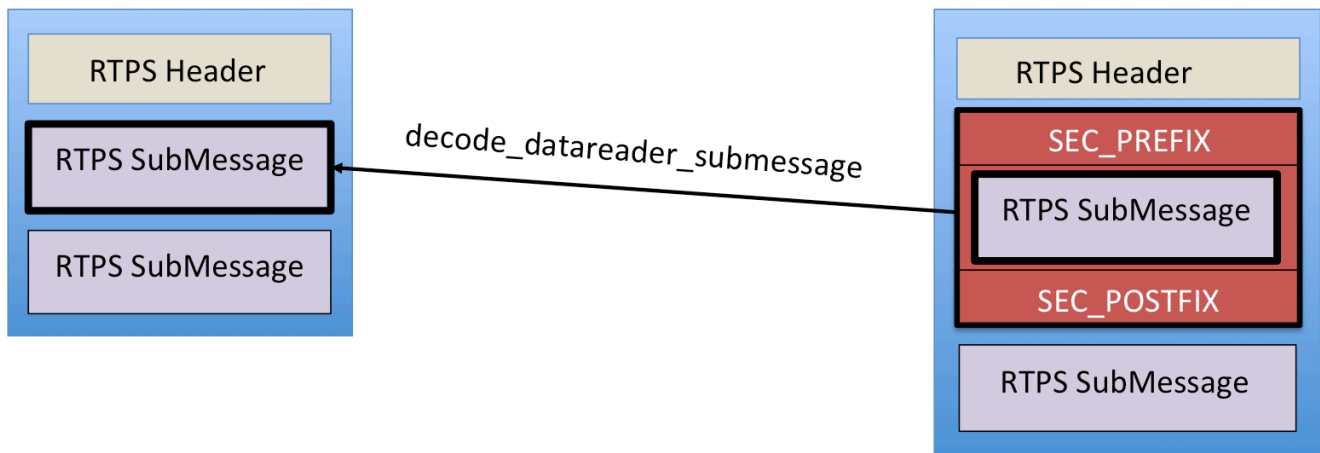 RTPS Header
RTPS SubMessage
RTPS SubMessage
decode_datareader_submessage
RTPS Header
SEC_PREFIX
RTPS SubMessage
SEC_POSTFIX
RTPS SubMessage